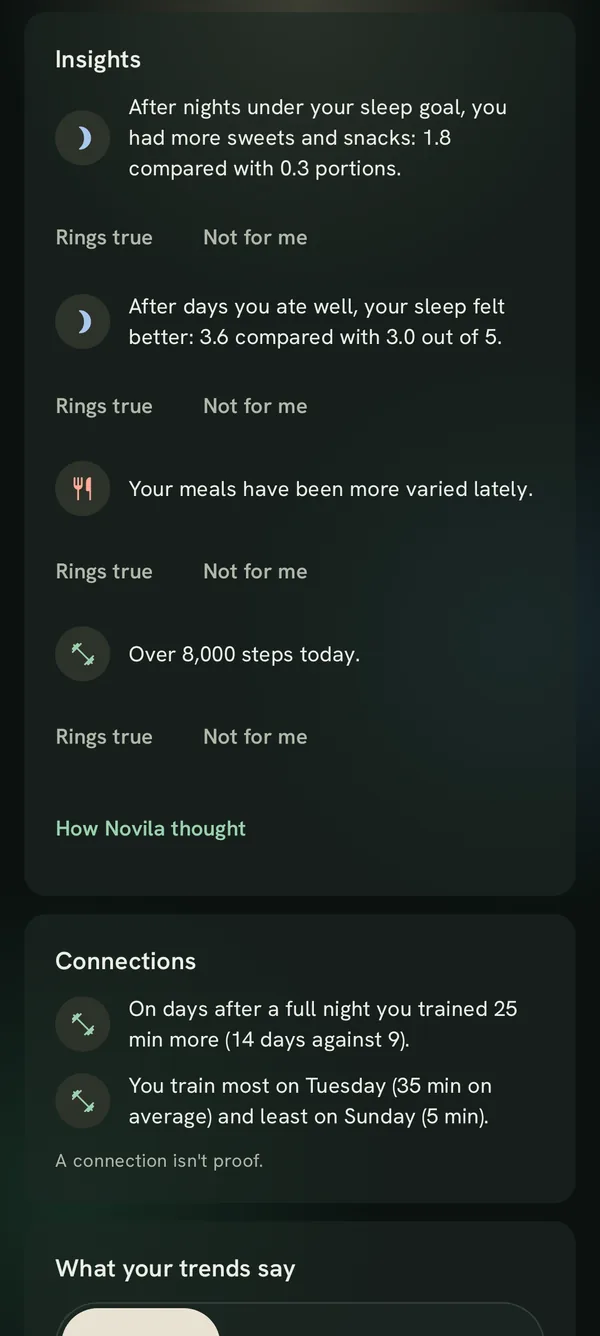 Insights
After nights under your sleep goal, you
had more sweets and snacks: 1.8
compared with 0.3 portions.
Rings true Not for me
After days you ate well, your sleep felt
better: 3.6 compared with 3.0 out of 5.
Rings true Not for me
Your meals have been more varied lately.
Rings true Not for me
Over 8,000 steps today.
Rings true Not for me
How Novila thought
Connections
On days after a full night you trained 25
min more (14 days against 9).
You train most on Tuesday (35 min on
average) and least on Sunday (5 min).
A connection isn't proof.
What your trends say